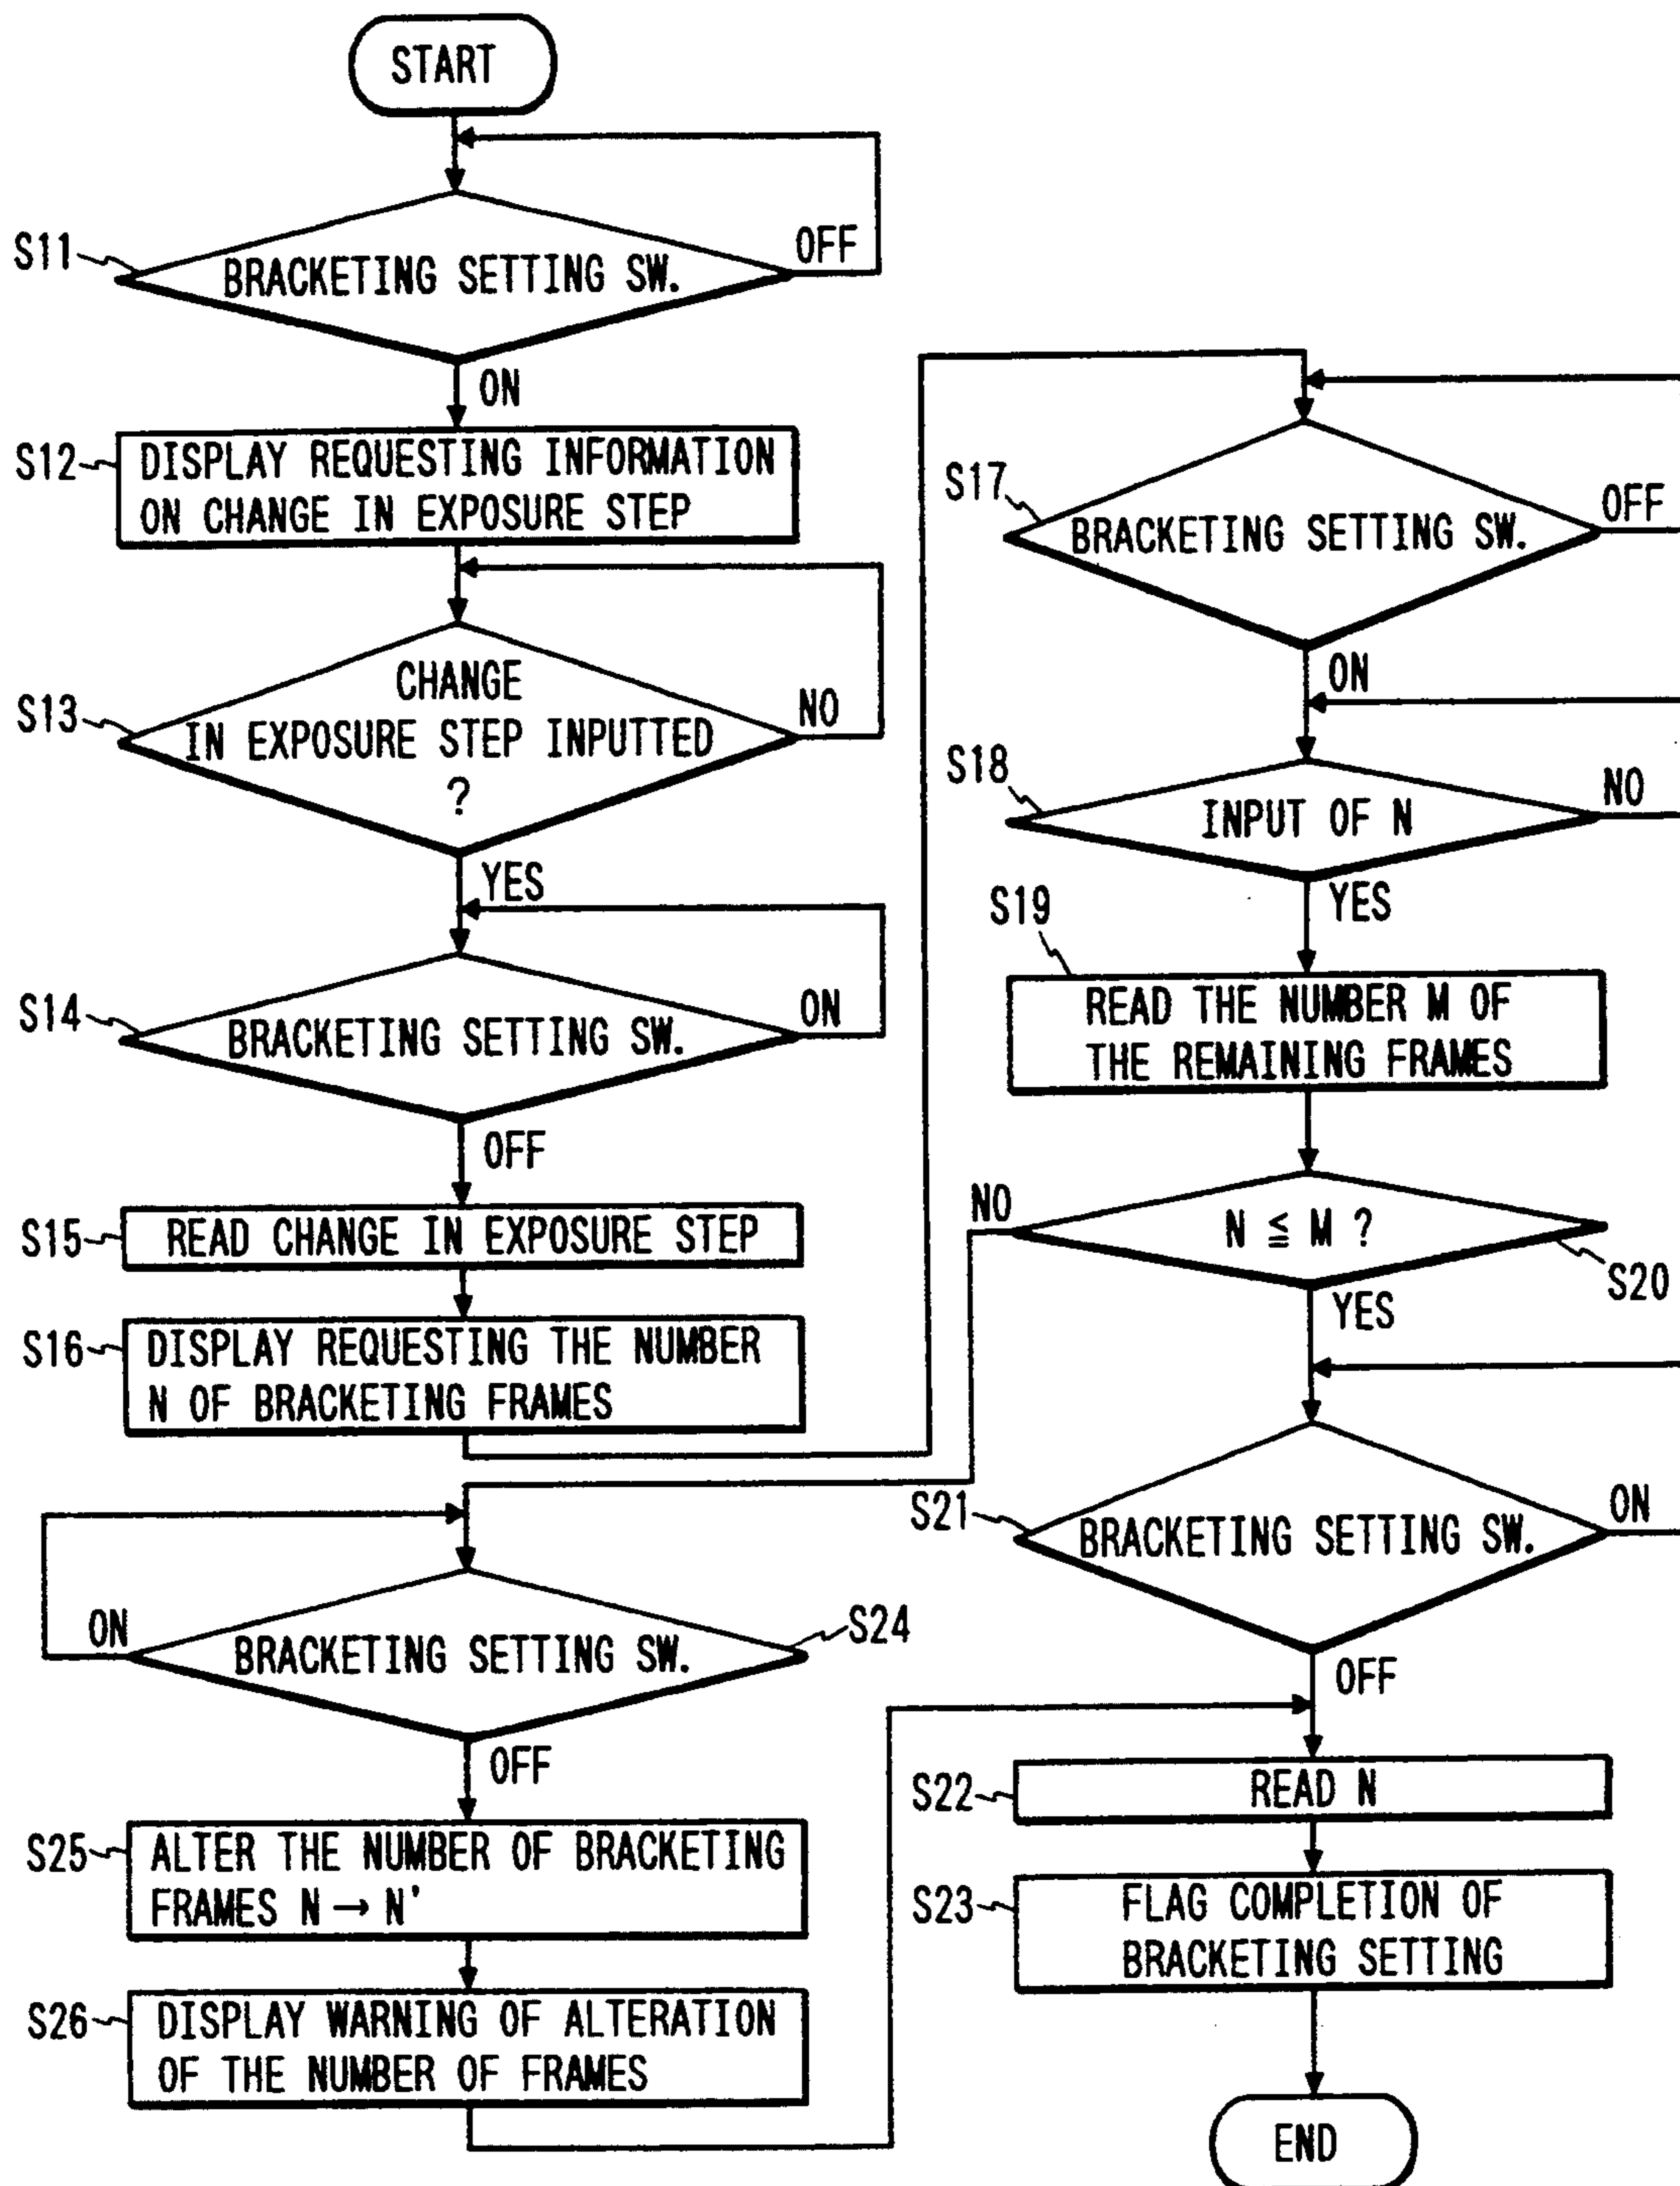 START
S11
BRACKETING SETTING SW.
OFF
ON
S12
DISPLAY REQUESTING INFORMATION
ON CHANGE IN EXPOSURE STEP
S13
CHANGE
IN EXPOSURE STEP INPUTTED
?
NO
YES
S14
BRACKETING SETTING SW.
ON
OFF
S15
READ CHANGE IN EXPOSURE STEP
S16
DISPLAY REQUESTING THE NUMBER
N OF BRACKETING FRAMES
S17
BRACKETING SETTING SW.
OFF
ON
S18
INPUT OF N
NO
YES
S19
READ THE NUMBER M OF
THE REMAINING FRAMES
NO
N ≦ M ?
S20
YES
S21
BRACKETING SETTING SW.
ON
OFF
S22
READ N
S23
FLAG COMPLETION OF
BRACKETING SETTING
END
ON
BRACKETING SETTING SW.
S24
OFF
S25
ALTER THE NUMBER OF BRACKETING
FRAMES N → N'
S26
DISPLAY WARNING OF ALTERATION
OF THE NUMBER OF FRAMES